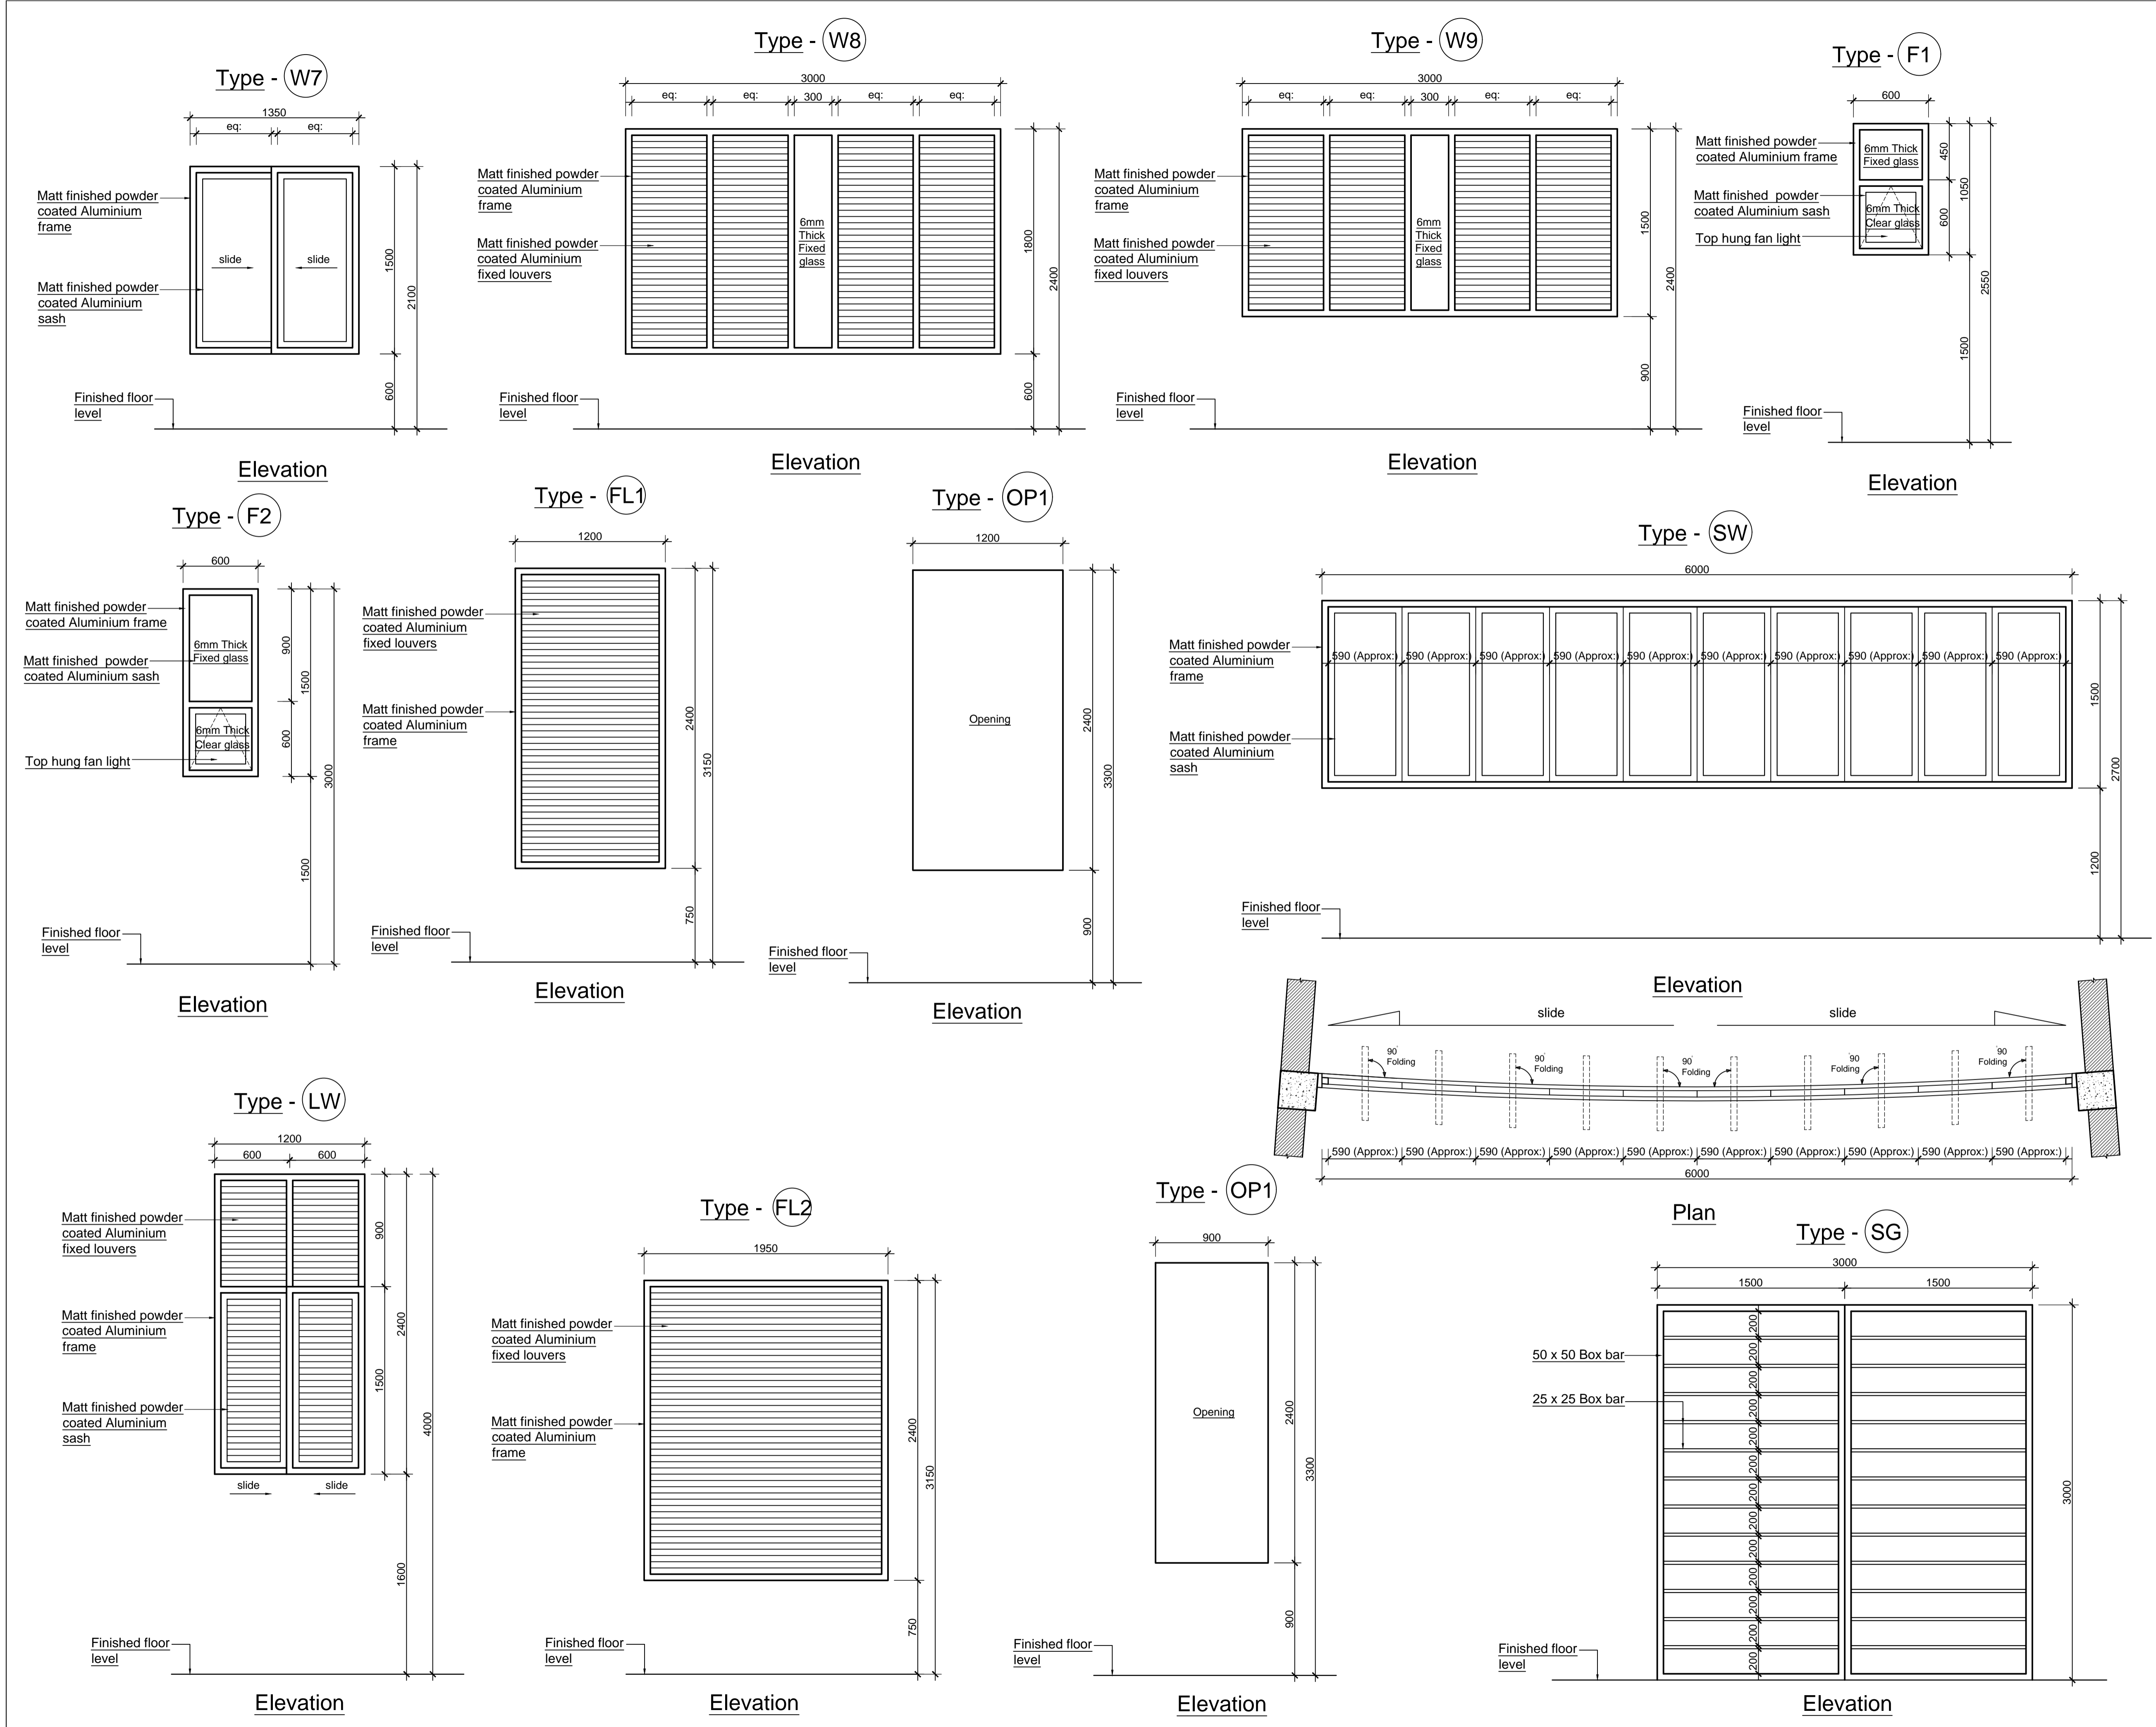 Type - W7
1350
eq:
eq:
Matt finished powder
coated Aluminium
frame
slide
slide
Matt finished powder
coated Aluminium
sash
1500
2100
600
Finished floor
level
Elevation
Type - W8
3000
eq:
eq:
300
eq:
eq:
Matt finished powder
coated Aluminium
frame
Matt finished powder
coated Aluminium
fixed louvers
6mm
Thick
Fixed
glass
1800
2400
600
Finished floor
level
Elevation
Type - W9
3000
eq:
eq:
300
eq:
eq:
Matt finished powder
coated Aluminium
frame
Matt finished powder
coated Aluminium
fixed louvers
6mm
Thick
Fixed
glass
1500
2400
900
Finished floor
level
Elevation
Type - F1
600
Matt finished powder
coated Aluminium frame
6mm Thick
Fixed glass
Matt finished powder
coated Aluminium sash
6mm Thick
Clear glass
Top hung fan light
450
1050
600
2550
1500
Finished floor
level
Elevation
Type - F2
600
Matt finished powder
coated Aluminium frame
6mm Thick
Fixed glass
Matt finished powder
coated Aluminium sash
6mm Thick
Clear glass
Top hung fan light
900
1500
600
3000
1500
Finished floor
level
Elevation
Type - FL1
1200
Matt finished powder
coated Aluminium
fixed louvers
Matt finished powder
coated Aluminium
frame
2400
3150
750
Finished floor
level
Elevation
Type - OP1
1200
Opening
2400
3300
900
Finished floor
level
Elevation
Type - SW
6000
Matt finished powder
coated Aluminium
frame
590 (Approx:) 590 (Approx:) 590 (Approx:) 590 (Approx:) 590 (Approx:) 590 (Approx:) 590 (Approx:) 590 (Approx:) 590 (Approx:) 590 (Approx:)
Matt finished powder
coated Aluminium
sash
1500
2700
1200
Finished floor
level
Elevation
slide
slide
90
Folding
90
Folding
90
Folding
90
Folding
90
Folding
590 (Approx:) 590 (Approx:) 590 (Approx:) 590 (Approx:) 590 (Approx:) 590 (Approx:) 590 (Approx:) 590 (Approx:) 590 (Approx:) 590 (Approx:)
6000
Plan
Type - LW
1200
600
600
Matt finished powder
coated Aluminium
fixed louvers
Matt finished powder
coated Aluminium
frame
Matt finished powder
coated Aluminium
sash
slide
slide
900
2400
1500
4000
1600
Finished floor
level
Elevation
Type - FL2
1950
Matt finished powder
coated Aluminium
fixed louvers
Matt finished powder
coated Aluminium
frame
2400
3150
750
Finished floor
level
Elevation
Type - OP1
900
Opening
2400
3300
900
Finished floor
level
Elevation
Type - SG
3000
1500
1500
50 x 50 Box bar
25 x 25 Box bar
200
200
200
200
200
200
200
200
200
200
200
200
200
3000
Finished floor
level
Elevation